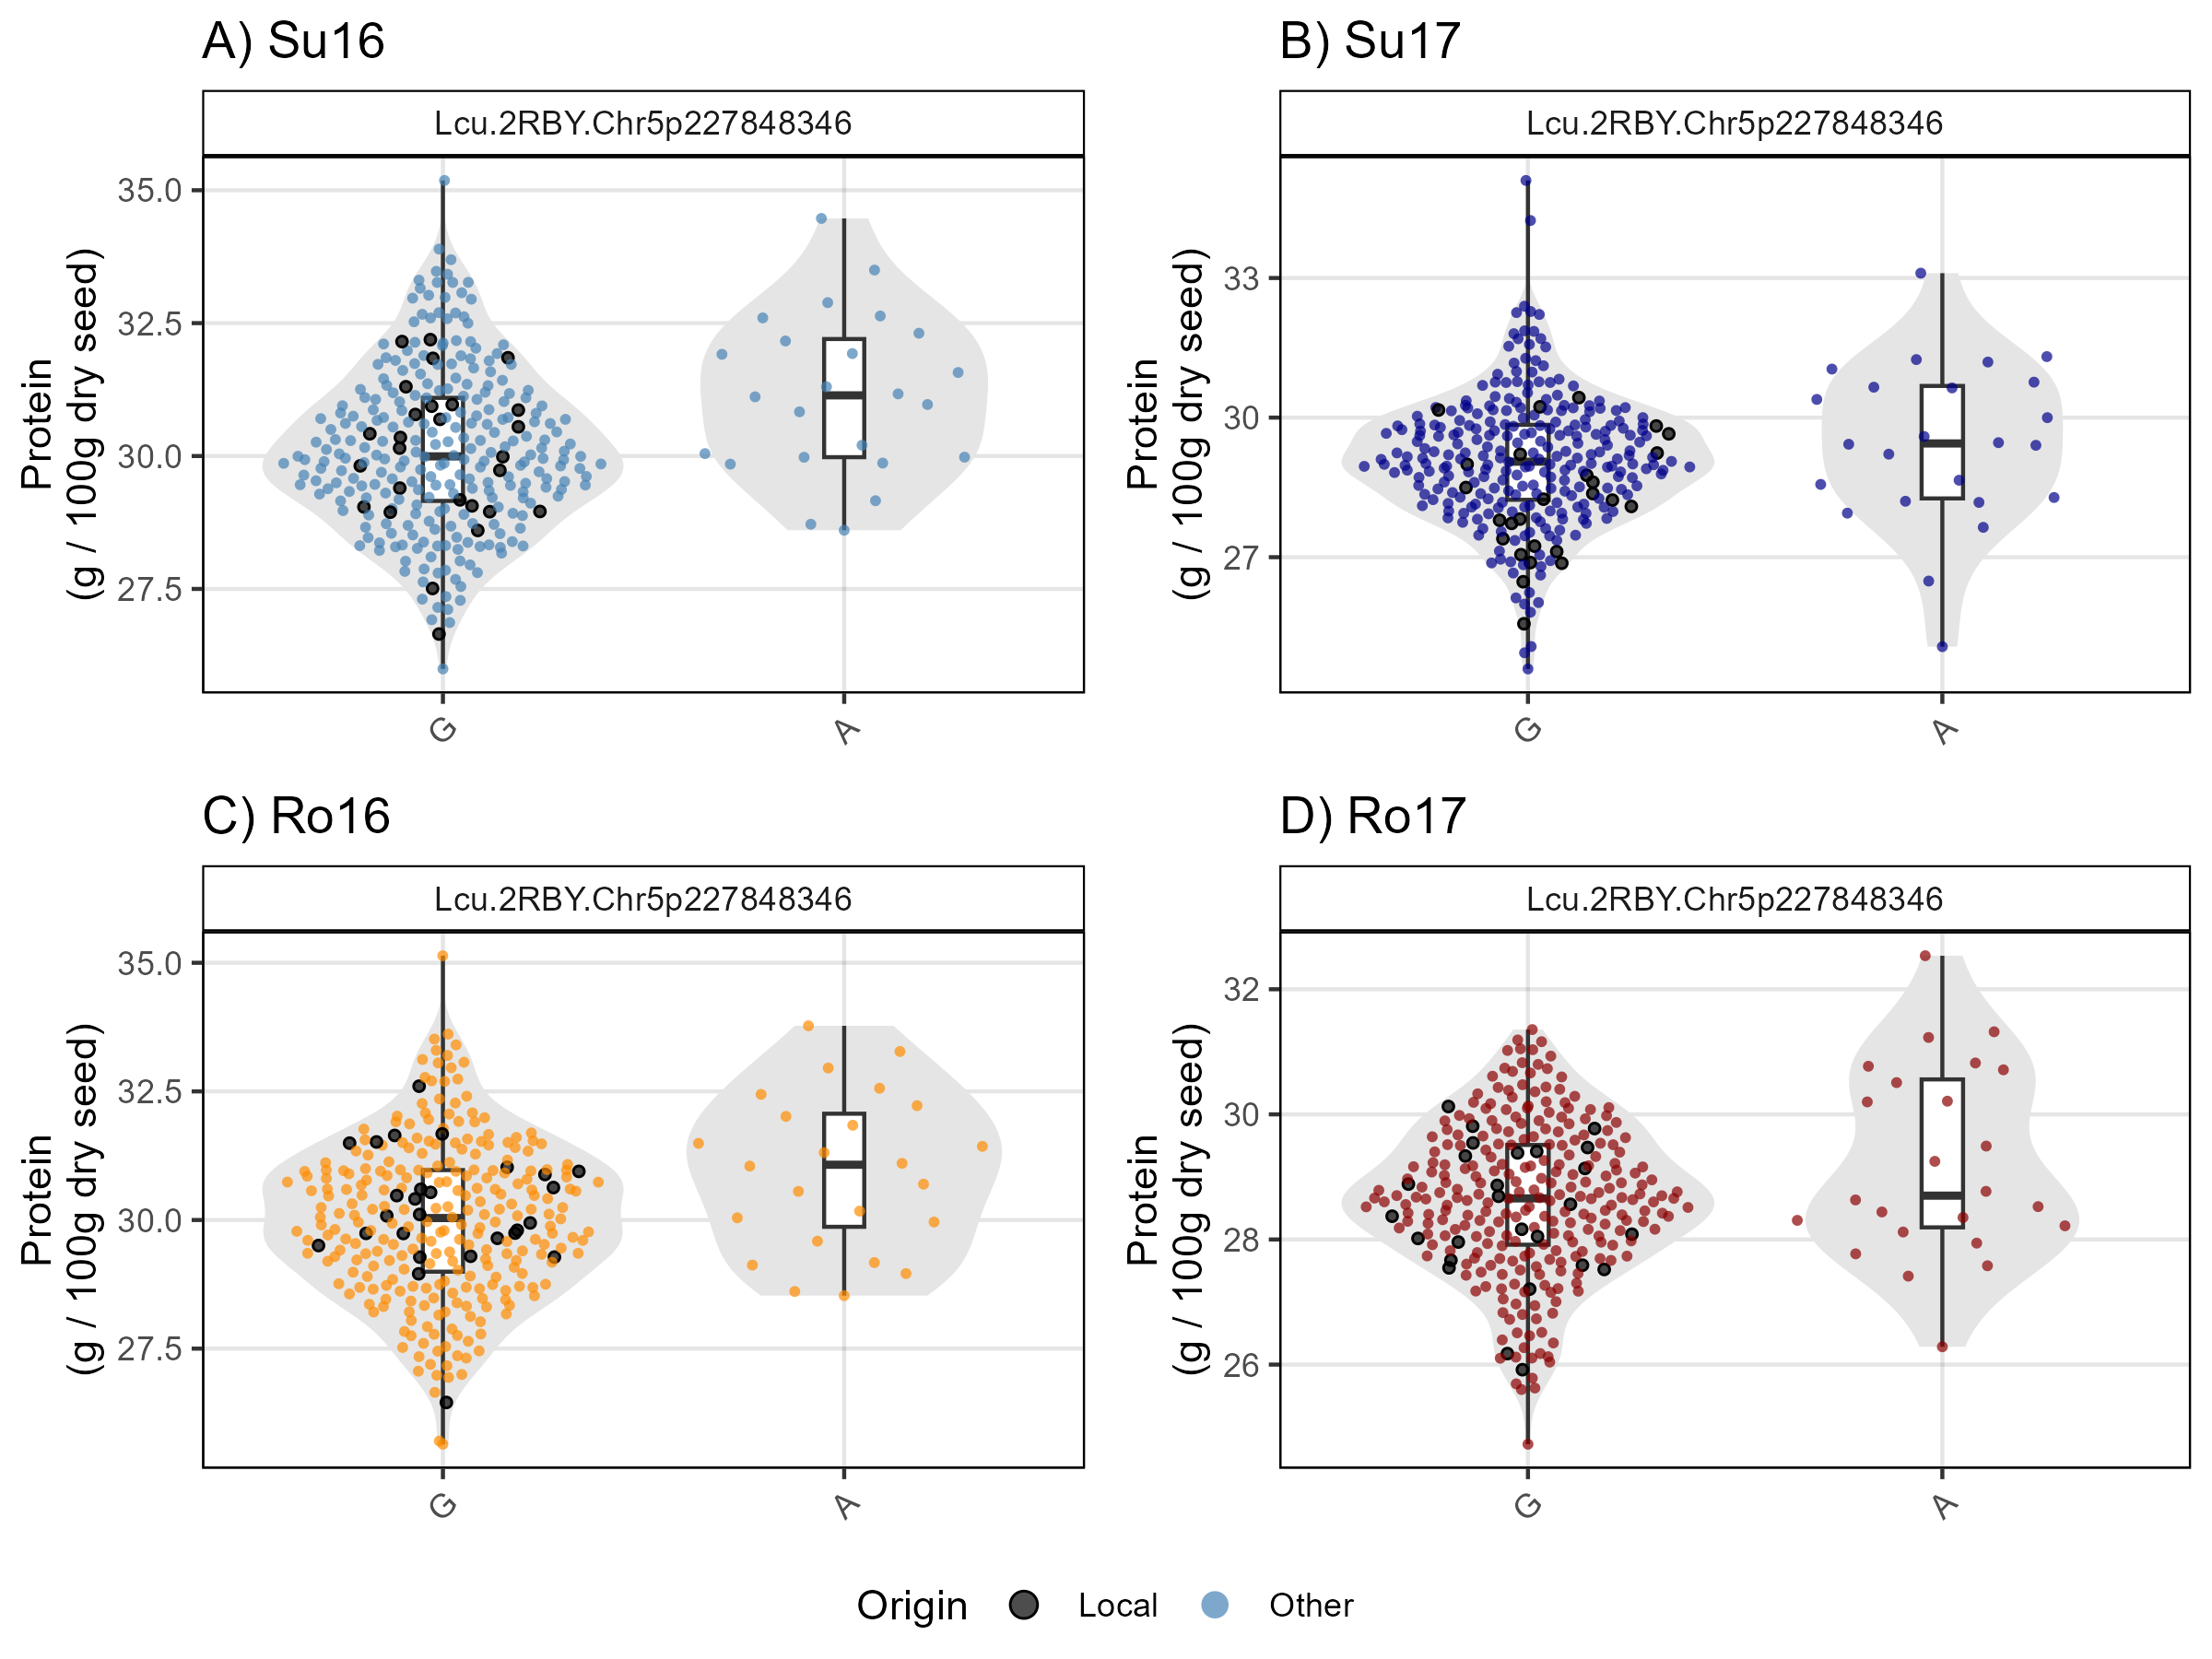 A) Su16
Lcu.2RBY.Chr5p227848346
Protein
(g / 100g dry seed)
35.0
32.5
30.0
27.5
G
A
B) Su17
Lcu.2RBY.Chr5p227848346
Protein
(g / 100g dry seed)
33
30
27
G
A
C) Ro16
Lcu.2RBY.Chr5p227848346
Protein
(g / 100g dry seed)
35.0
32.5
30.0
27.5
G
A
D) Ro17
Lcu.2RBY.Chr5p227848346
Protein
(g / 100g dry seed)
32
30
28
26
G
A
Origin Local Other